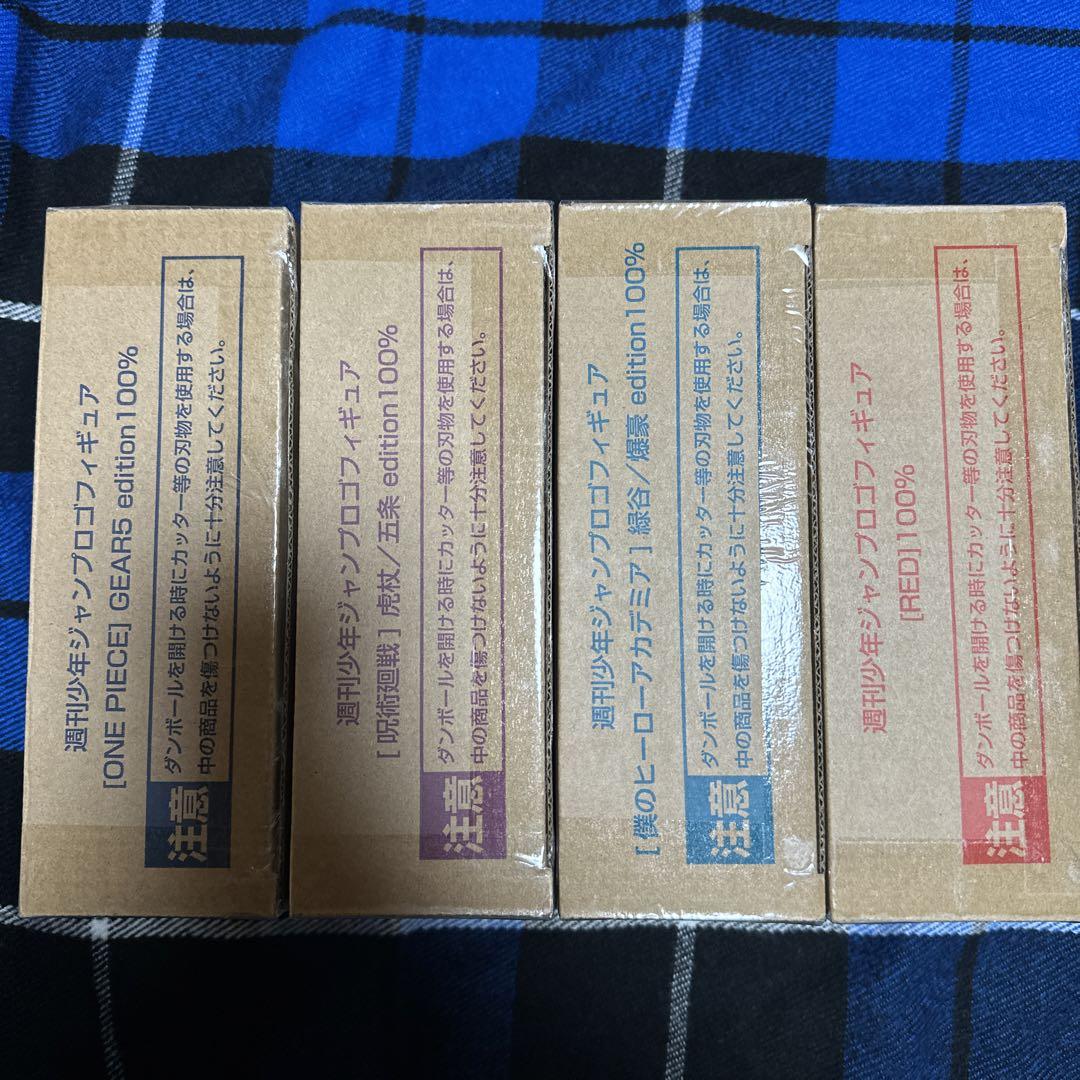 週刊少年ジャンプロゴフィギュア
[ONE PIECE] GEAR5 edition100%
注意
ダンボールを開ける時にカッター等の刃物を使用する場合は、
中の商品を傷つけないように十分注意してください。
週刊少年ジャンプロゴフィギュア
[呪術廻戦] 虎杖／五条 edition100%
注意
ダンボールを開ける時にカッター等の刃物を使用する場合は、
中の商品を傷つけないように十分注意してください。
週刊少年ジャンプロゴフィギュア
[僕のヒーローアカデミア] 緑谷／爆豪 edition100%
注意
ダンボールを開ける時にカッター等の刃物を使用する場合は、
中の商品を傷つけないように十分注意してください。
週刊少年ジャンプロゴフィギュア
[RED]100%
注意
ダンボールを開ける時にカッター等の刃物を使用する場合は、
中の商品を傷つけないように十分注意してください。